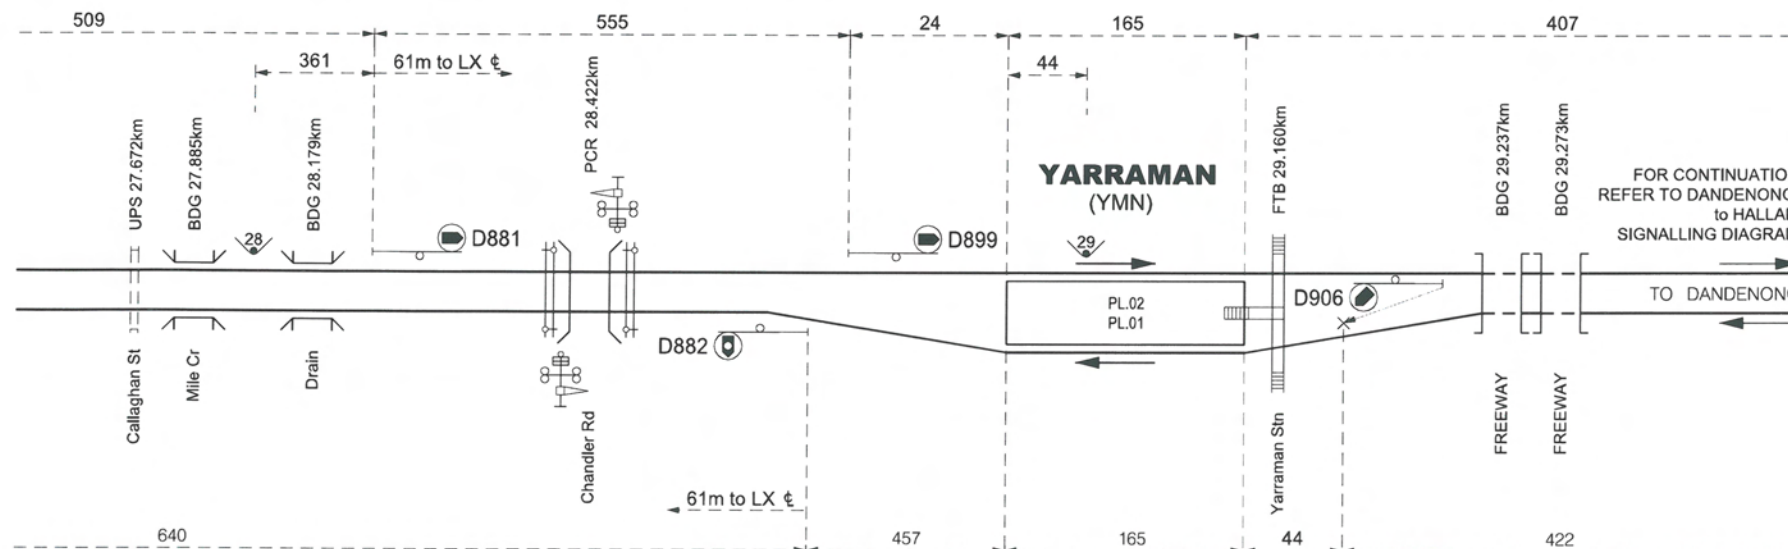 509
555
24
165
407
361
61m to LX ℄
44
UPS 27.672km
BDG 27.885km
BDG 28.179km
PCR 28.422km
FTB 29.160km
BDG 29.237km
BDG 29.273km
YARRAMAN
(YMN)
FOR CONTINUATIO
REFER TO DANDENONG
to HALLA
SIGNALLING DIAGRA
28
D881
D899
29
PL.02
PL.01
D906
TO DANDENONG
D882
Callaghan St
Mile Cr
Drain
Chandler Rd
Yarraman Stn
FREEWAY
FREEWAY
61m to LX ℄
640
457
165
44
422